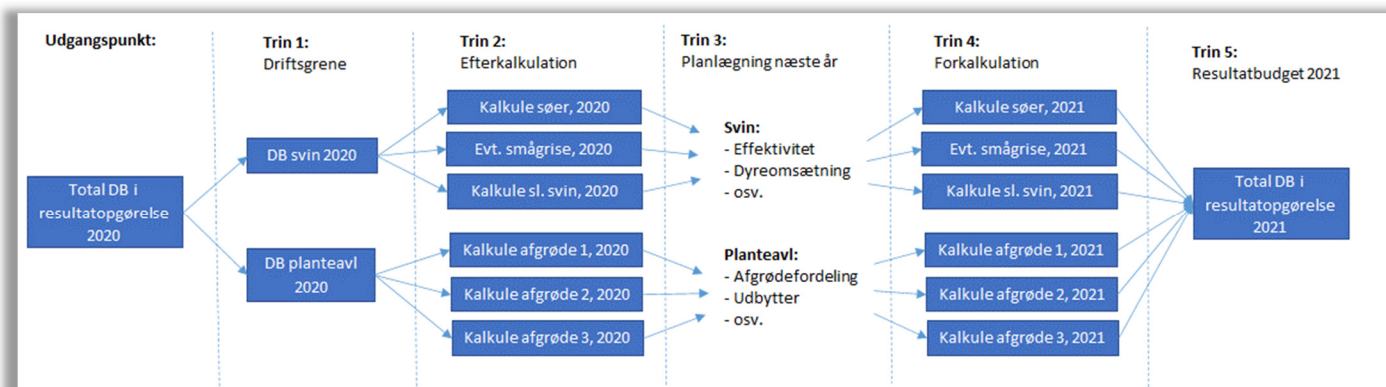 Udgangspunkt:
Total DB i
resultatopgørelse
2020
Trin 1:
Driftsgrene
DB svin 2020
DB planteavl
2020
Trin 2:
Efterkalkulation
Kalkule søer, 2020
Evt. smågrise, 2020
Kalkule sl. svin, 2020
Kalkule afgrøde 1, 2020
Kalkule afgrøde 2, 2020
Kalkule afgrøde 3, 2020
Trin 3:
Planlægning næste år
Svin:
- Effektivitet
- Dyreomsætning
- osv.
Planteavl:
- Afgrødefordeling
- Udbytter
- osv.
Trin 4:
Forkalkulation
Kalkule søer, 2021
Evt. smågrise, 2021
Kalkule sl. svin, 2021
Kalkule afgrøde 1, 2021
Kalkule afgrøde 2, 2021
Kalkule afgrøde 3, 2021
Trin 5:
Resultatbudget 2021
Total DB i
resultatopgørelse
2021